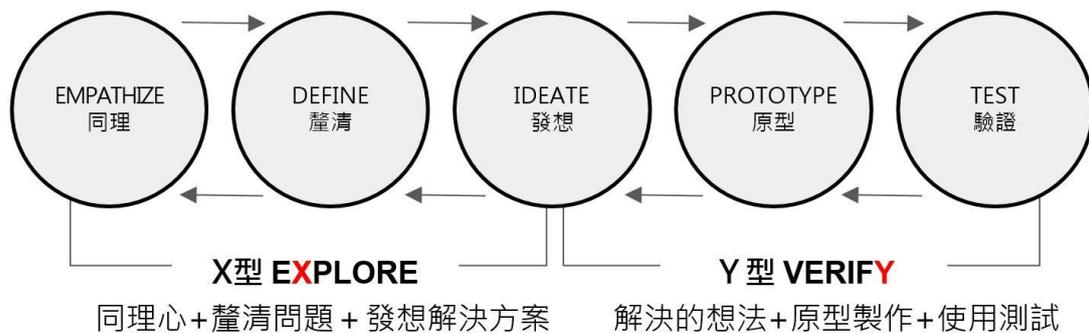 EMPATHIZE
同理
DEFINE
釐清
IDEATE
發想
PROTOTYPE
原型
TEST
驗證
X型 EXPLORE
同理心+釐清問題 + 發想解決方案
Y 型 VERIFY
解決的想法+原型製作+使用測試